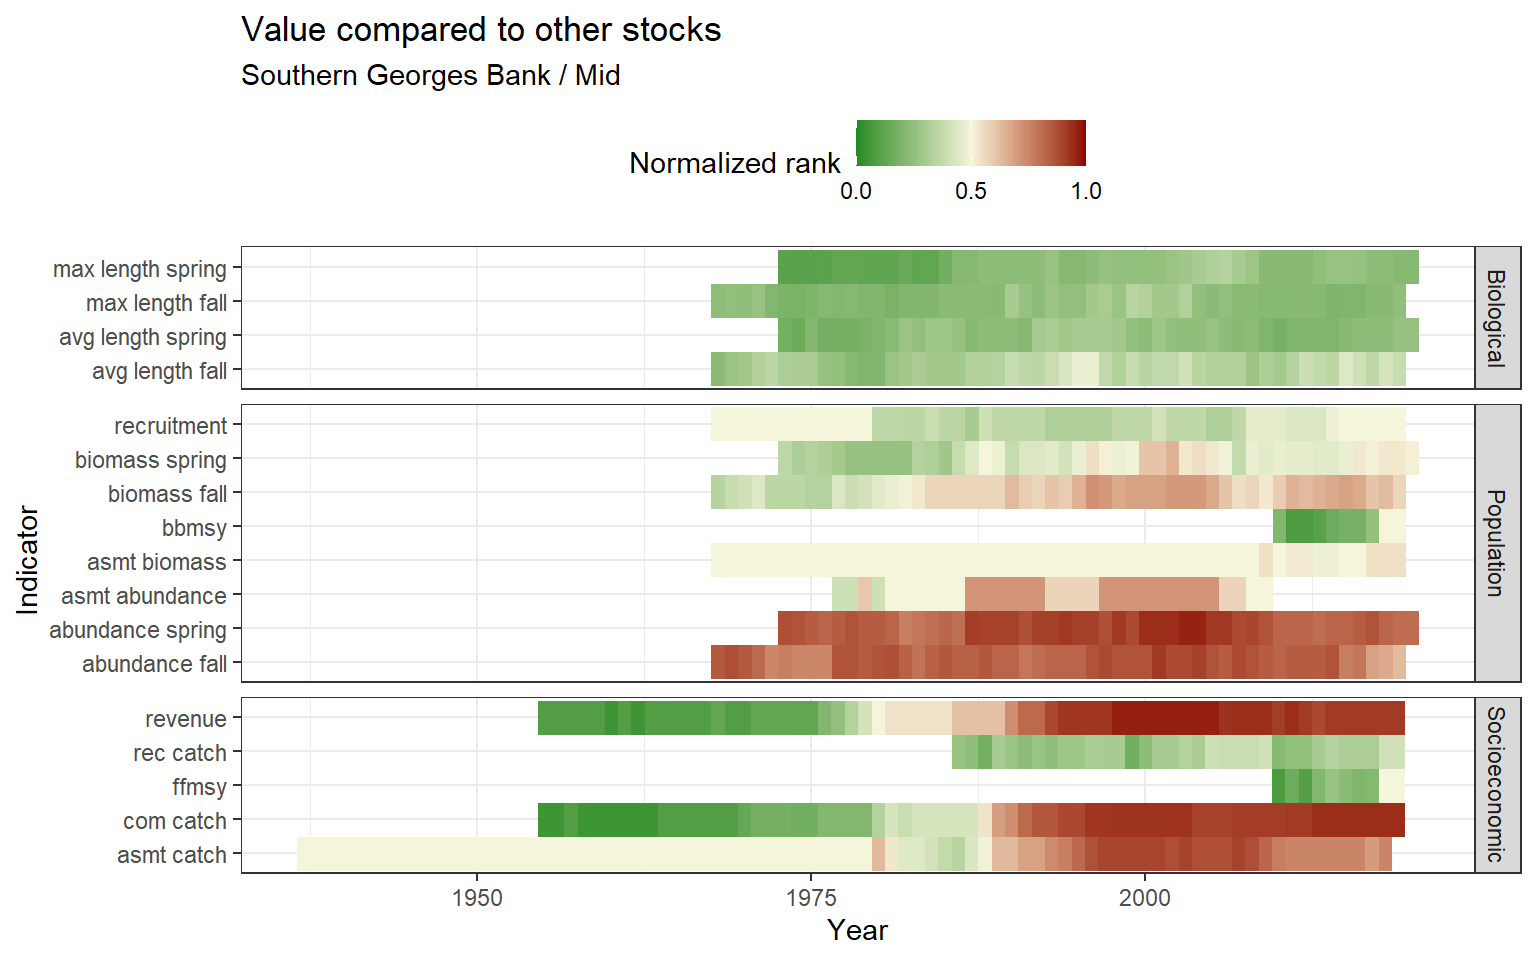 Value compared to other stocks
Southern Georges Bank / Mid
Normalized rank
0.0 0.5 1.0
max length spring
max length fall
avg length spring
avg length fall
Biological
recruitment
biomass spring
biomass fall
bbmsy
asmt biomass
asmt abundance
abundance spring
abundance fall
Population
revenue
rec catch
ffmsy
com catch
asmt catch
Socioeconomic
Indicator
1950 1975 2000
Year